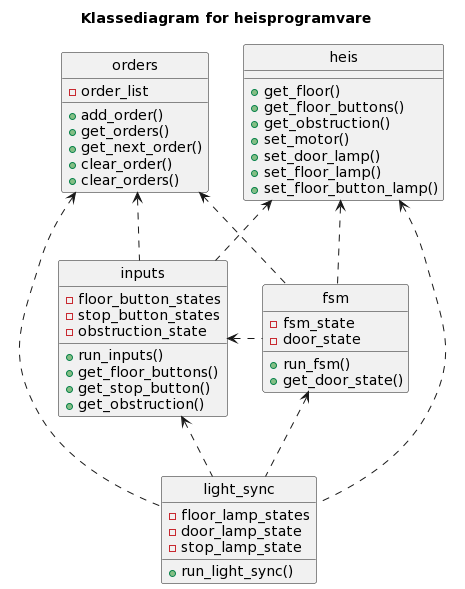 Klassediagram for heisprogramvare
orders
order_list
add_order()
get_orders()
get_next_order()
clear_order()
clear_orders()
heis
get_floor()
get_floor_buttons()
get_obstruction()
set_motor()
set_door_lamp()
set_floor_lamp()
set_floor_button_lamp()
inputs
floor_button_states
stop_button_states
obstruction_state
run_inputs()
get_floor_buttons()
get_stop_button()
get_obstruction()
fsm
fsm_state
door_state
run_fsm()
get_door_state()
light_sync
floor_lamp_states
door_lamp_state
stop_lamp_state
run_light_sync()